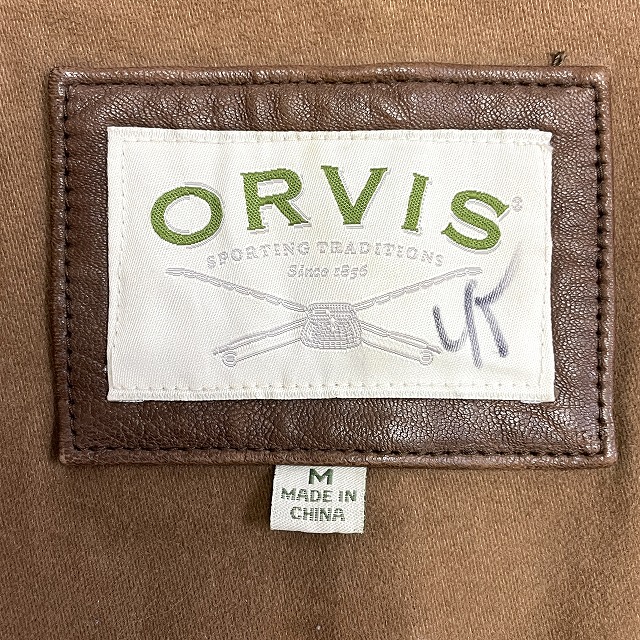 ORVIS®
SPORTING TRADITIONS
Since 1856
M
MADE IN
CHINA